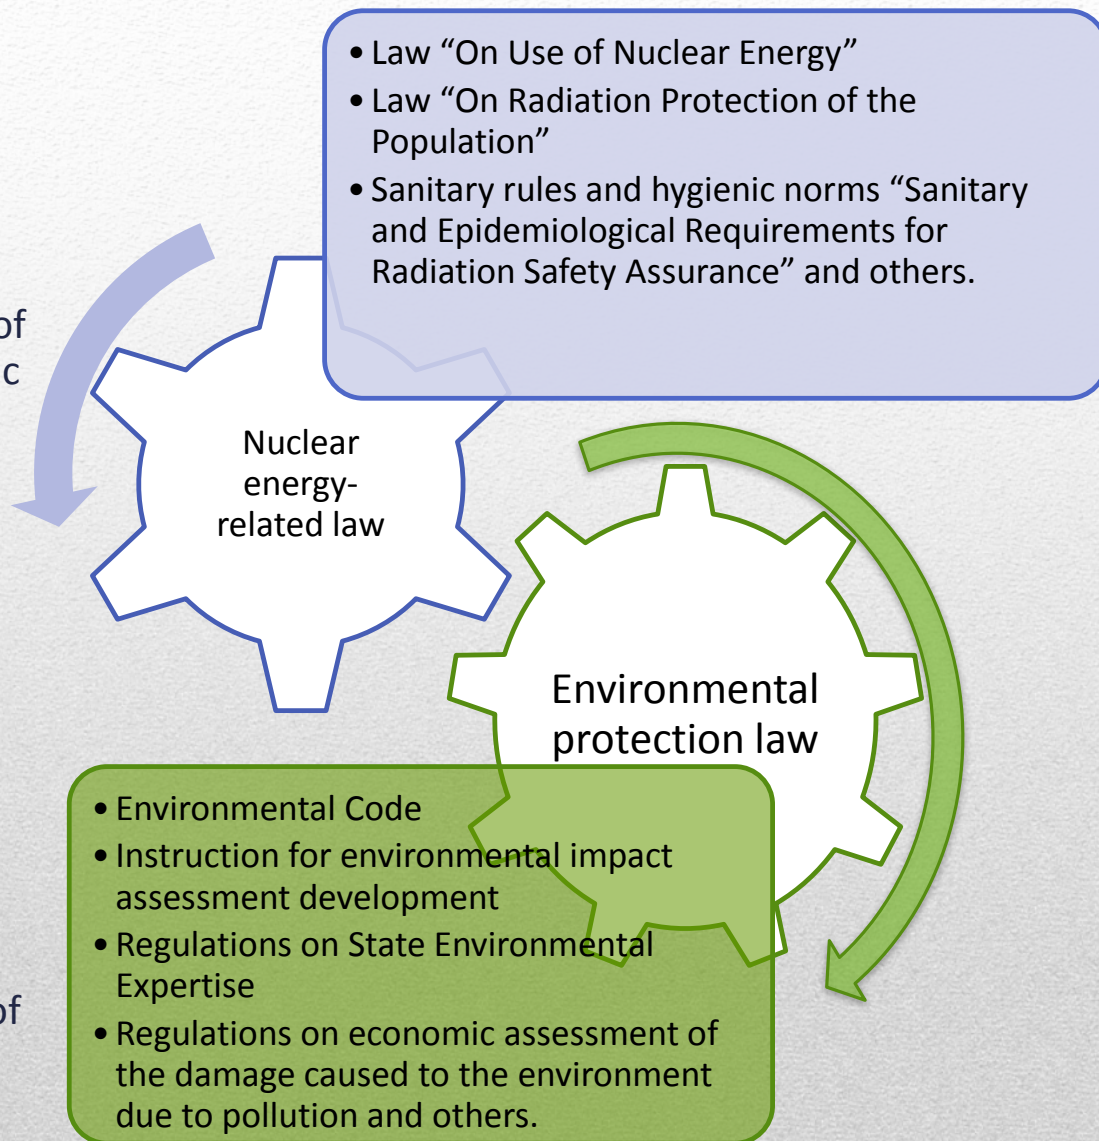 • Law “On Use of Nuclear Energy”
• Law “On Radiation Protection of the
Population”
• Sanitary rules and hygienic norms “Sanitary
and Epidemiological Requirements for
Radiation Safety Assurance” and others.
of
c
Nuclear
energy-
related law
Environmental
protection law
• Environmental Code
• Instruction for environmental impact
assessment development
• Regulations on State Environmental
Expertise
• Regulations on economic assessment of
the damage caused to the environment
due to pollution and others.
of